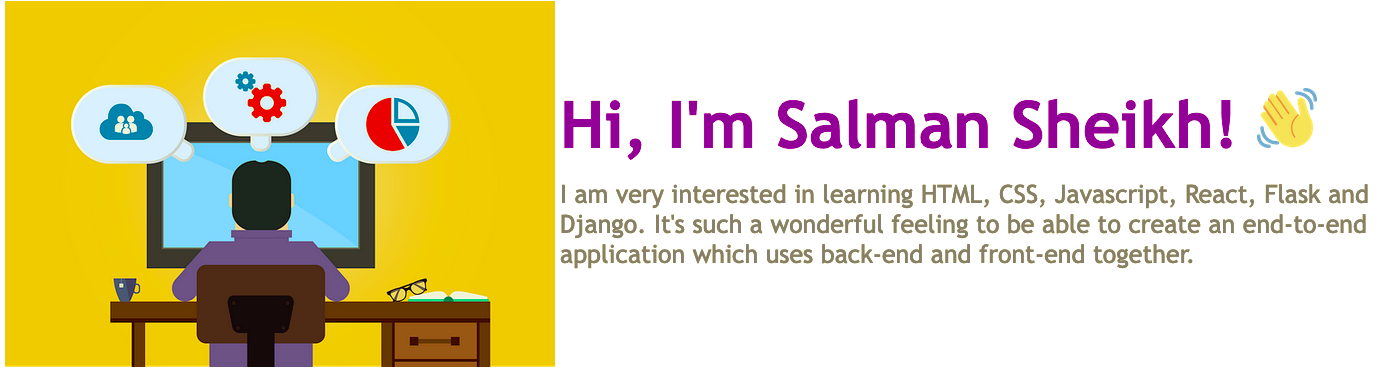 Hi, I'm Salman Sheikh! 👋
I am very interested in learning HTML, CSS, Javascript, React, Flask and
Django. It's such a wonderful feeling to be able to create an end-to-end
application which uses back-end and front-end together.